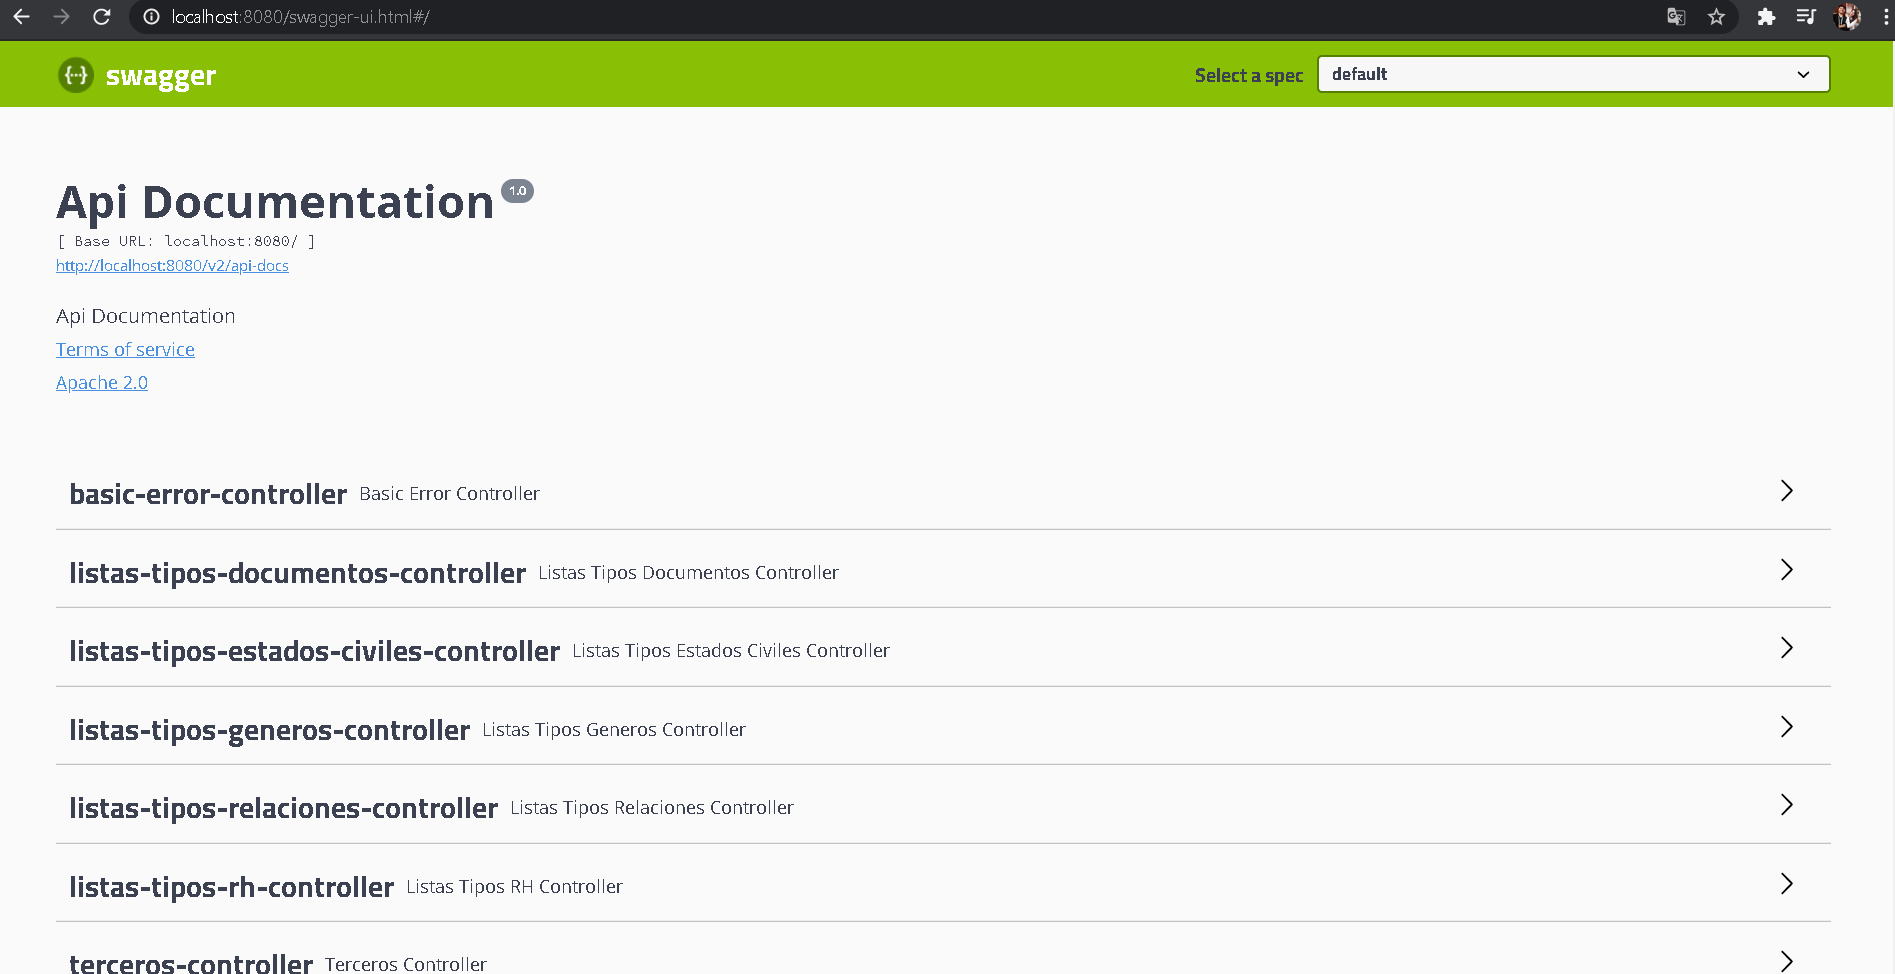 localhost:8080/swagger-ui.html#/
{···} swagger
Select a spec default
Api Documentation 1.0
[ Base URL: localhost:8080/ ]
http://localhost:8080/v2/api-docs
Api Documentation
Terms of service
Apache 2.0
basic-error-controller Basic Error Controller
listas-tipos-documentos-controller Listas Tipos Documentos Controller
listas-tipos-estados-civiles-controller Listas Tipos Estados Civiles Controller
listas-tipos-generos-controller Listas Tipos Generos Controller
listas-tipos-relaciones-controller Listas Tipos Relaciones Controller
listas-tipos-rh-controller Listas Tipos RH Controller
terceros-controller Terceros Controller